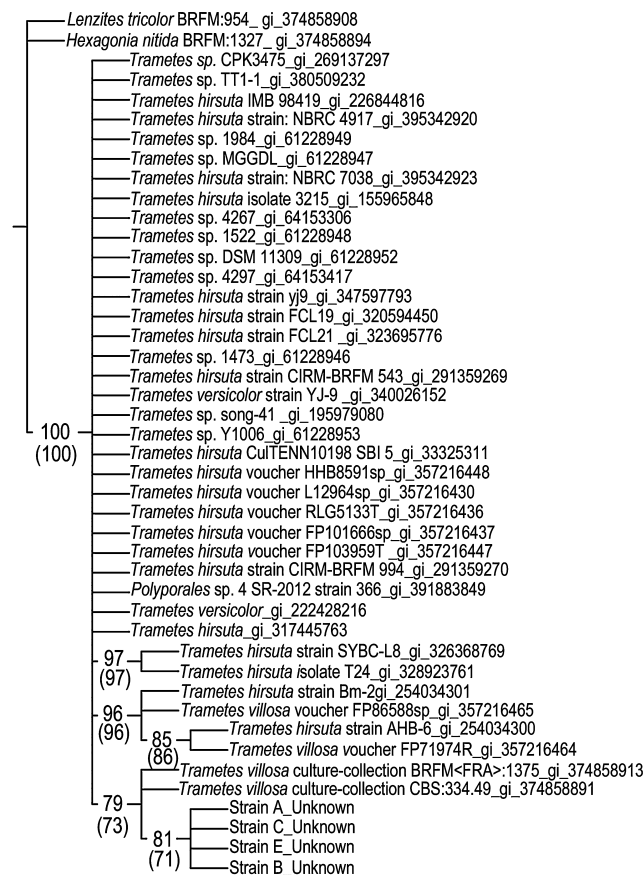 Lenzites tricolor BRFM:954_ gi_374858908
Hexagonia nitida BRFM:1327_ gi_374858894
Trametes sp. CPK3475_gi_269137297
Trametes sp. TT1-1_gi_380509232
Trametes hirsuta IMB 98419_gi_226844816
Trametes hirsuta strain: NBRC 4917_gi_395342920
Trametes sp. 1984_gi_61228949
Trametes sp. MGGDL_gi_61228947
Trametes hirsuta strain: NBRC 7038_gi_395342923
Trametes hirsuta isolate 3215_gi_155965848
Trametes sp. 4267_gi_64153306
Trametes sp. 1522_gi_61228948
Trametes sp. DSM 11309_gi_61228952
Trametes sp. 4297_gi_64153417
Trametes hirsuta strain yj9_gi_347597793
Trametes hirsuta strain FCL19_gi_320594450
Trametes hirsuta strain FCL21 _gi_323695776
Trametes sp. 1473_gi_61228946
Trametes hirsuta strain CIRM-BRFM 543_gi_291359269
Trametes versicolor strain YJ-9 _gi_340026152
Trametes sp. song-41 _gi_195979080
100
(100)
Trametes sp. Y1006_gi_61228953
Trametes hirsuta CulTENN10198 SBI 5_gi_33325311
Trametes hirsuta voucher HHB8591sp_gi_357216448
Trametes hirsuta voucher L12964sp_gi_357216430
Trametes hirsuta voucher RLG5133T_gi_357216436
Trametes hirsuta voucher FP101666sp_gi_357216437
Trametes hirsuta voucher FP103959T _gi_357216447
Trametes hirsuta strain CIRM-BRFM 994_gi_291359270
Polyporales sp. 4 SR-2012 strain 366_gi_391883849
Trametes versicolor_gi_222428216
Trametes hirsuta_gi_317445763
97
(97)
Trametes hirsuta strain SYBC-L8_gi_326368769
Trametes hirsuta isolate T24_gi_328923761
96
(96)
Trametes hirsuta strain Bm-2gi_254034301
Trametes villosa voucher FP86588sp_gi_357216465
85
(86)
Trametes hirsuta strain AHB-6_gi_254034300
Trametes villosa voucher FP71974R_gi_357216464
79
(73)
Trametes villosa culture-collection BRFM<FRA>:1375_gi_374858913
Trametes villosa culture-collection CBS:334.49_gi_374858891
81
(71)
Strain A_Unknown
Strain C_Unknown
Strain E_Unknown
Strain B_Unknown